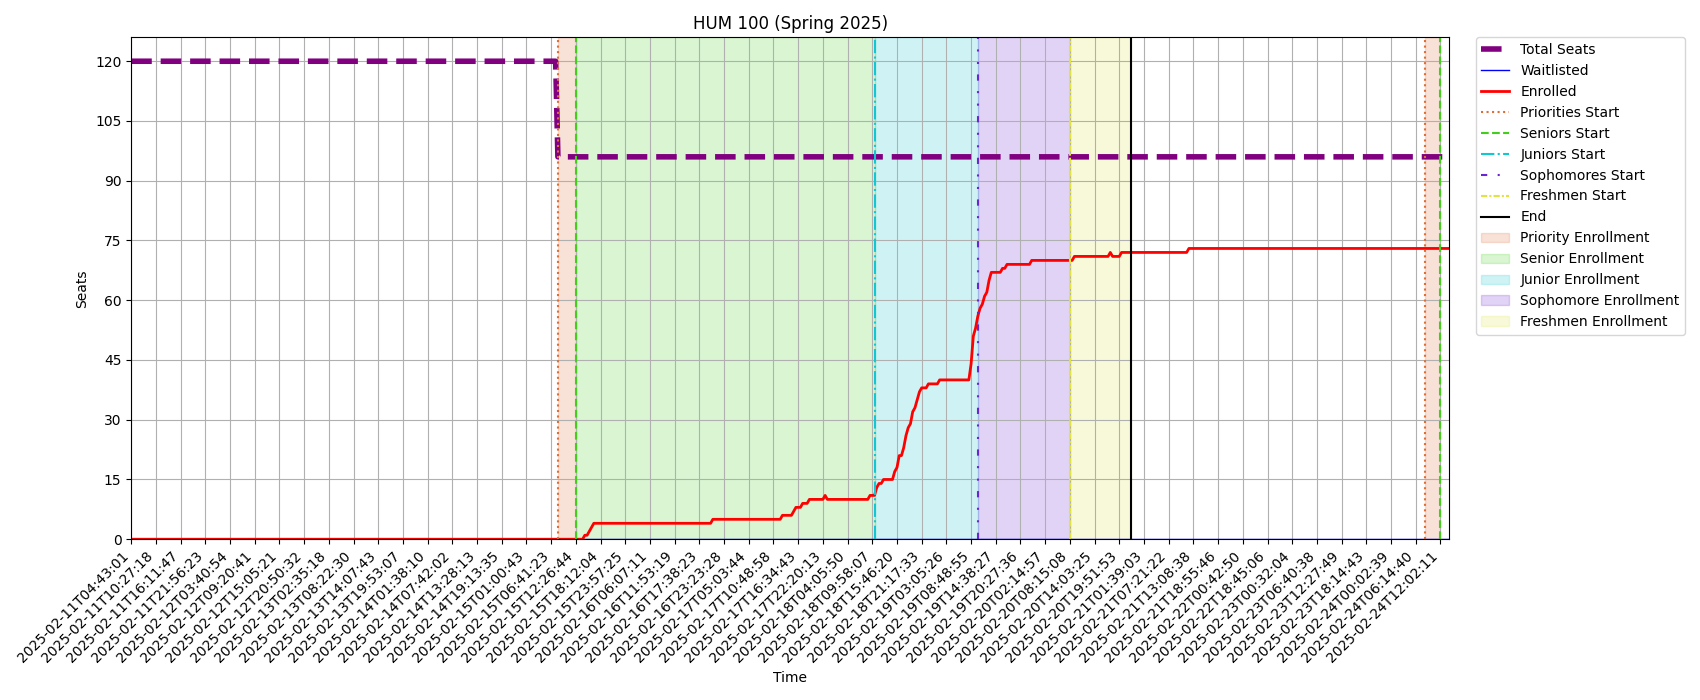 HUM 100 (Spring 2025)
120
105
90
75
60
45
30
15
0
Seats
2025-02-11T04:43:01
2025-02-11T10:27:18
2025-02-11T16:11:47
2025-02-11T21:56:23
2025-02-12T03:40:54
2025-02-12T09:20:41
2025-02-12T15:05:21
2025-02-12T20:50:32
2025-02-13T02:35:18
2025-02-13T08:22:30
2025-02-13T14:07:43
2025-02-13T19:53:07
2025-02-14T01:38:10
2025-02-14T07:42:02
2025-02-14T13:28:13
2025-02-14T19:13:35
2025-02-15T01:00:43
2025-02-15T06:41:23
2025-02-15T12:26:44
2025-02-15T18:12:04
2025-02-15T23:57:25
2025-02-16T06:07:11
2025-02-16T11:53:19
2025-02-16T17:38:23
2025-02-16T23:23:28
2025-02-17T05:03:44
2025-02-17T10:48:58
2025-02-17T16:34:43
2025-02-17T22:20:13
2025-02-18T04:05:50
2025-02-18T09:58:07
2025-02-18T15:46:20
2025-02-18T21:17:33
2025-02-19T03:05:26
2025-02-19T08:48:55
2025-02-19T14:38:27
2025-02-19T20:27:36
2025-02-20T02:14:57
2025-02-20T08:15:08
2025-02-20T14:03:25
2025-02-20T19:51:53
2025-02-21T01:39:03
2025-02-21T07:21:22
2025-02-21T13:08:38
2025-02-21T18:55:46
2025-02-22T00:42:50
2025-02-22T18:45:06
2025-02-23T00:32:04
2025-02-23T06:40:38
2025-02-23T12:27:49
2025-02-23T18:14:43
2025-02-24T00:02:39
2025-02-24T06:14:40
2025-02-24T12:02:11
Time
Total Seats
Waitlisted
Enrolled
Priorities Start
Seniors Start
Juniors Start
Sophomores Start
Freshmen Start
End
Priority Enrollment
Senior Enrollment
Junior Enrollment
Sophomore Enrollment
Freshmen Enrollment